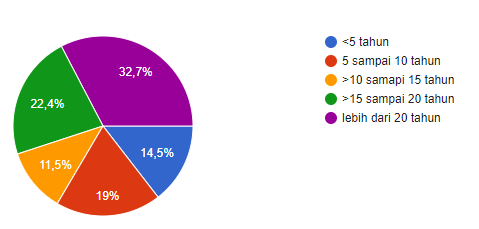 32,7%
22,4%
14,5%
11,5%
19%
<5 tahun
5 sampai 10 tahun
>10 samapi 15 tahun
>15 sampai 20 tahun
lebih dari 20 tahun